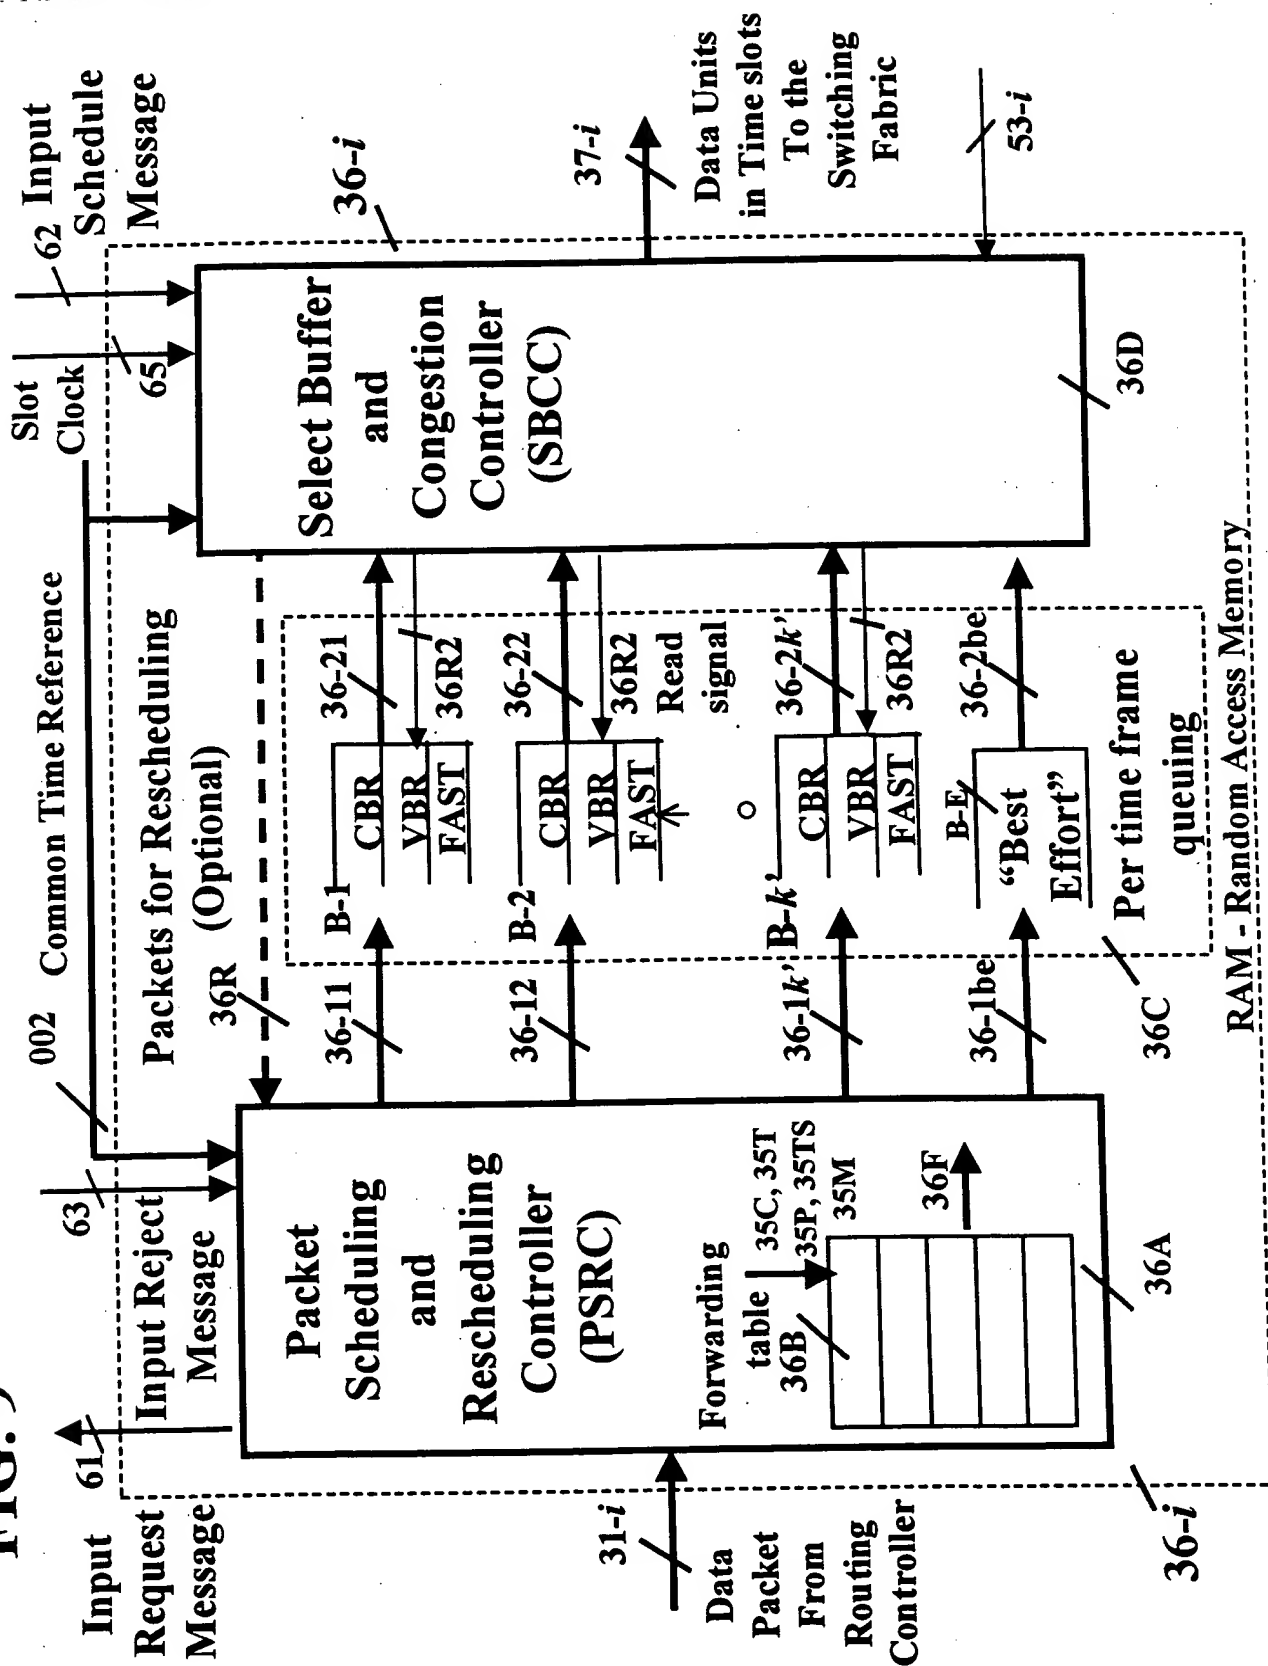 FIG. 9
Input
Request
Message
61
Input Reject
Message
63
002
Common Time Reference
Slot
Clock
65
62
Input
Schedule
Message
36-i
Packets for Rescheduling
(Optional)
36R
Packet
Scheduling
and
Rescheduling
Controller
(PSRC)
Forwarding
table
36B
35C, 35T
35P, 35TS
35M
36F
36A
31-i
Data
Packet
From
Routing
Controller
36-i
36-11
B-1
CBR
VBR
FAST
36-21
36R2
36-12
B-2
CBR
VBR
FAST
36-22
36R2
Read
signal
36-1k'
B-k'
CBR
VBR
FAST
36-2k'
36R2
36-1be
B-E
“Best
Effort”
36-2be
36C
Per time frame
queuing
RAM - Random Access Memory
Select Buffer
and
Congestion
Controller
(SBCC)
36D
37-i
Data Units
in Time slots
To the
Switching
Fabric
53-i